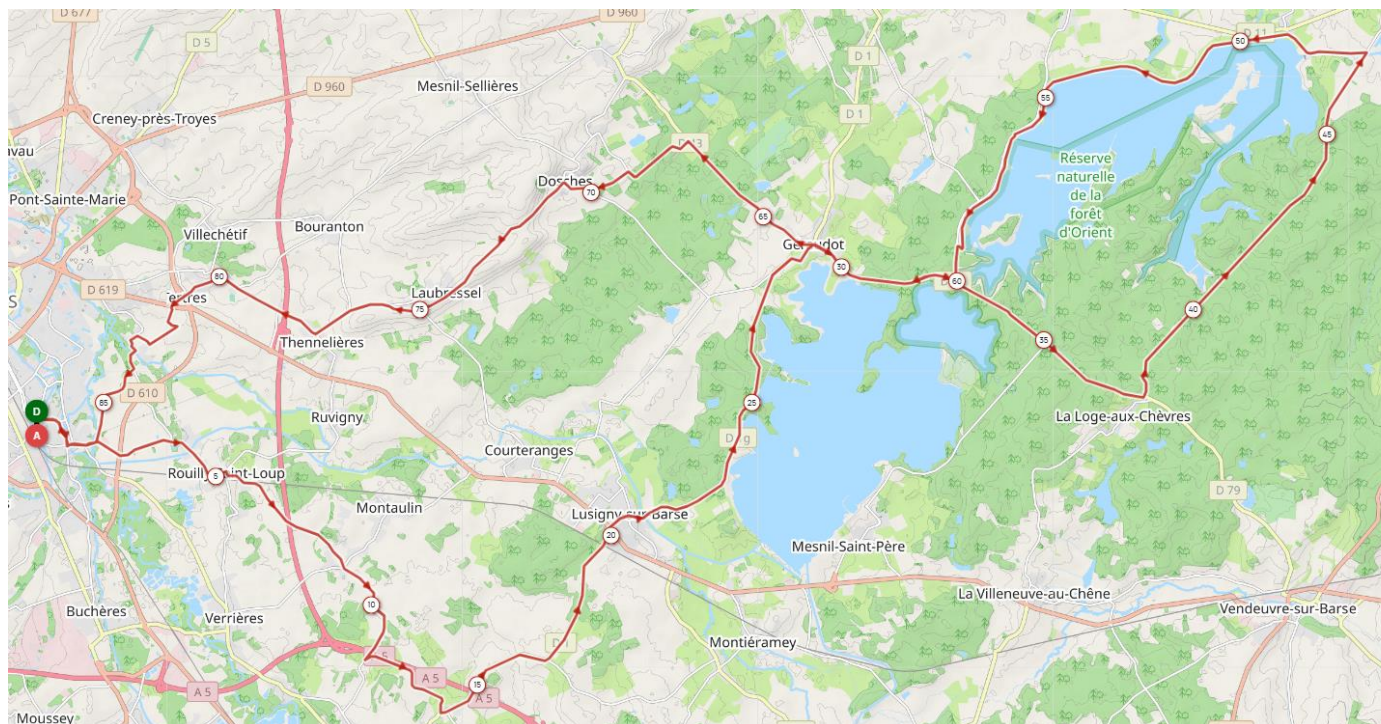 D 677
D 960
D 5
D 1
D 11
50
Mesnil-Sellières
D 960
55
Creney-près-Troyes
D 1
45
Réserve
naturelle
de la
forêt
d'Orient
Dosches
70
Pont-Sainte-Marie
65
Villechétif
Bouranton
30
80
60
D 619
Laubressel
75
40
Thennelières
35
D 610
85
25
D
Ruvigny
La Loge-aux-Chèvres
A
Courteranges
5
D 79
Montaulin
Lusigny-sur-Barse
20
Mesnil-Saint-Père
10
La Villeneuve-au-Chêne
Buchères
Verrières
Vendeuvre-sur-Barse
Montiéramey
A 5
15
A 5
A 5
Moussey